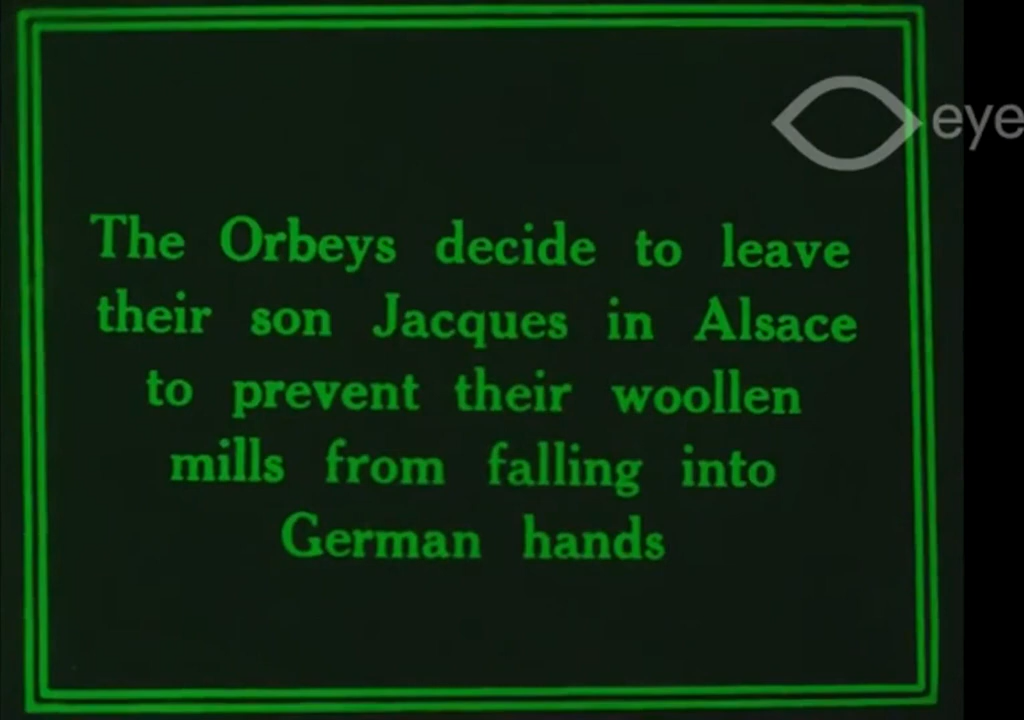 eye
The Orbeys decide to leave
their son Jacques in Alsace
to prevent their woollen
mills from falling into
German hands